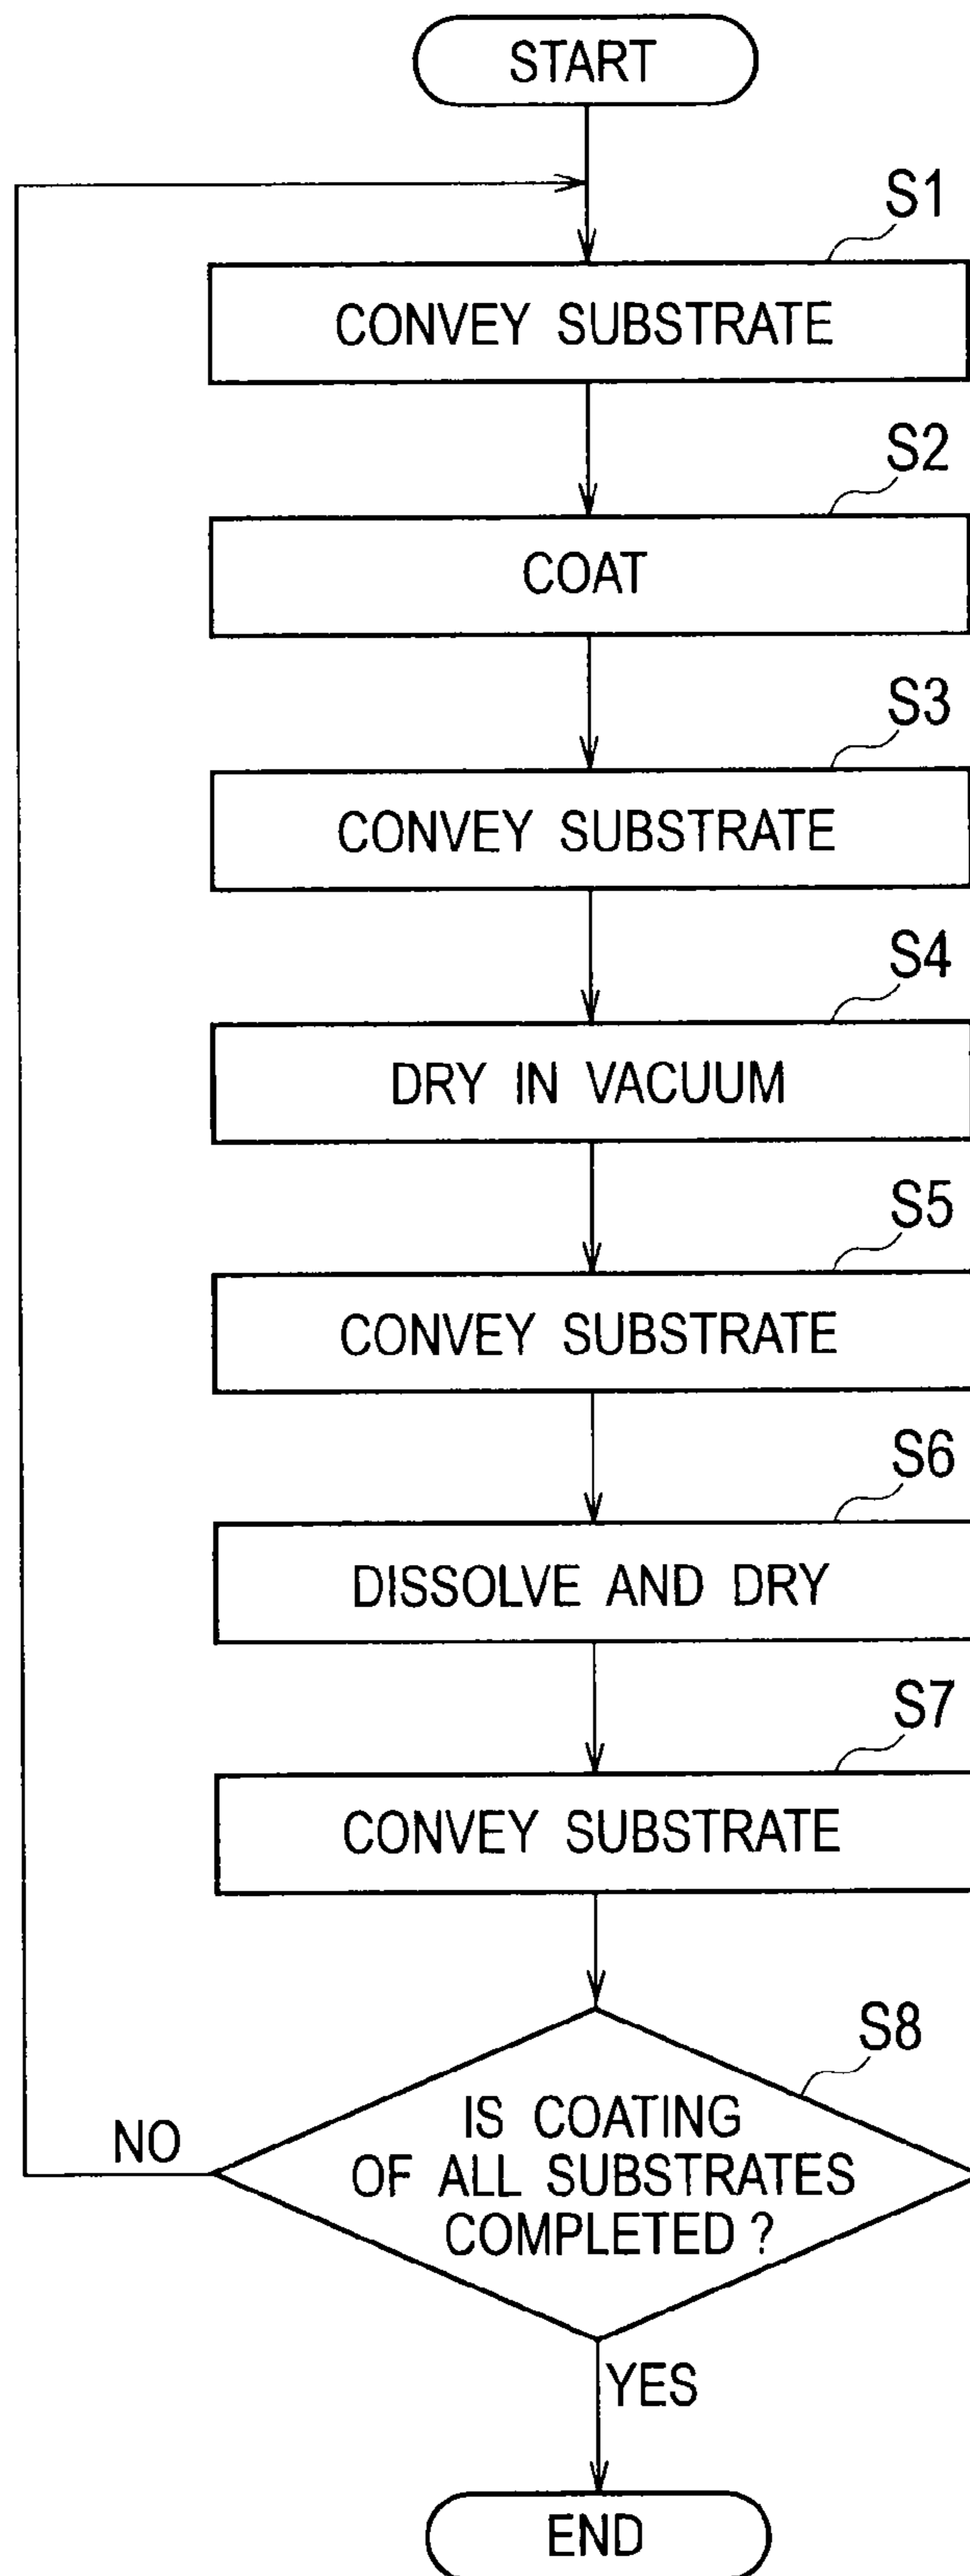 START
S1
CONVEY SUBSTRATE
S2
COAT
S3
CONVEY SUBSTRATE
S4
DRY IN VACUUM
S5
CONVEY SUBSTRATE
S6
DISSOLVE AND DRY
S7
CONVEY SUBSTRATE
S8
IS COATING
OF ALL SUBSTRATES
COMPLETED ?
NO
YES
END